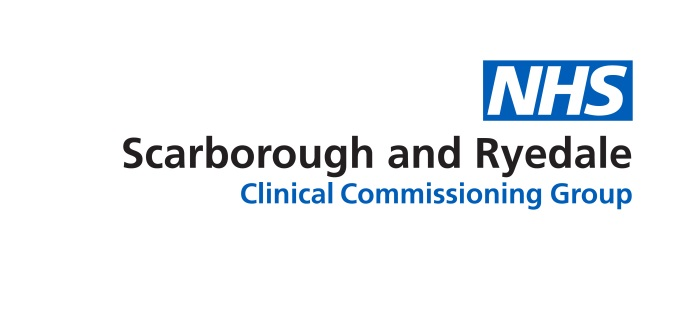 NHS
Scarborough and Ryedale
Clinical Commissioning Group